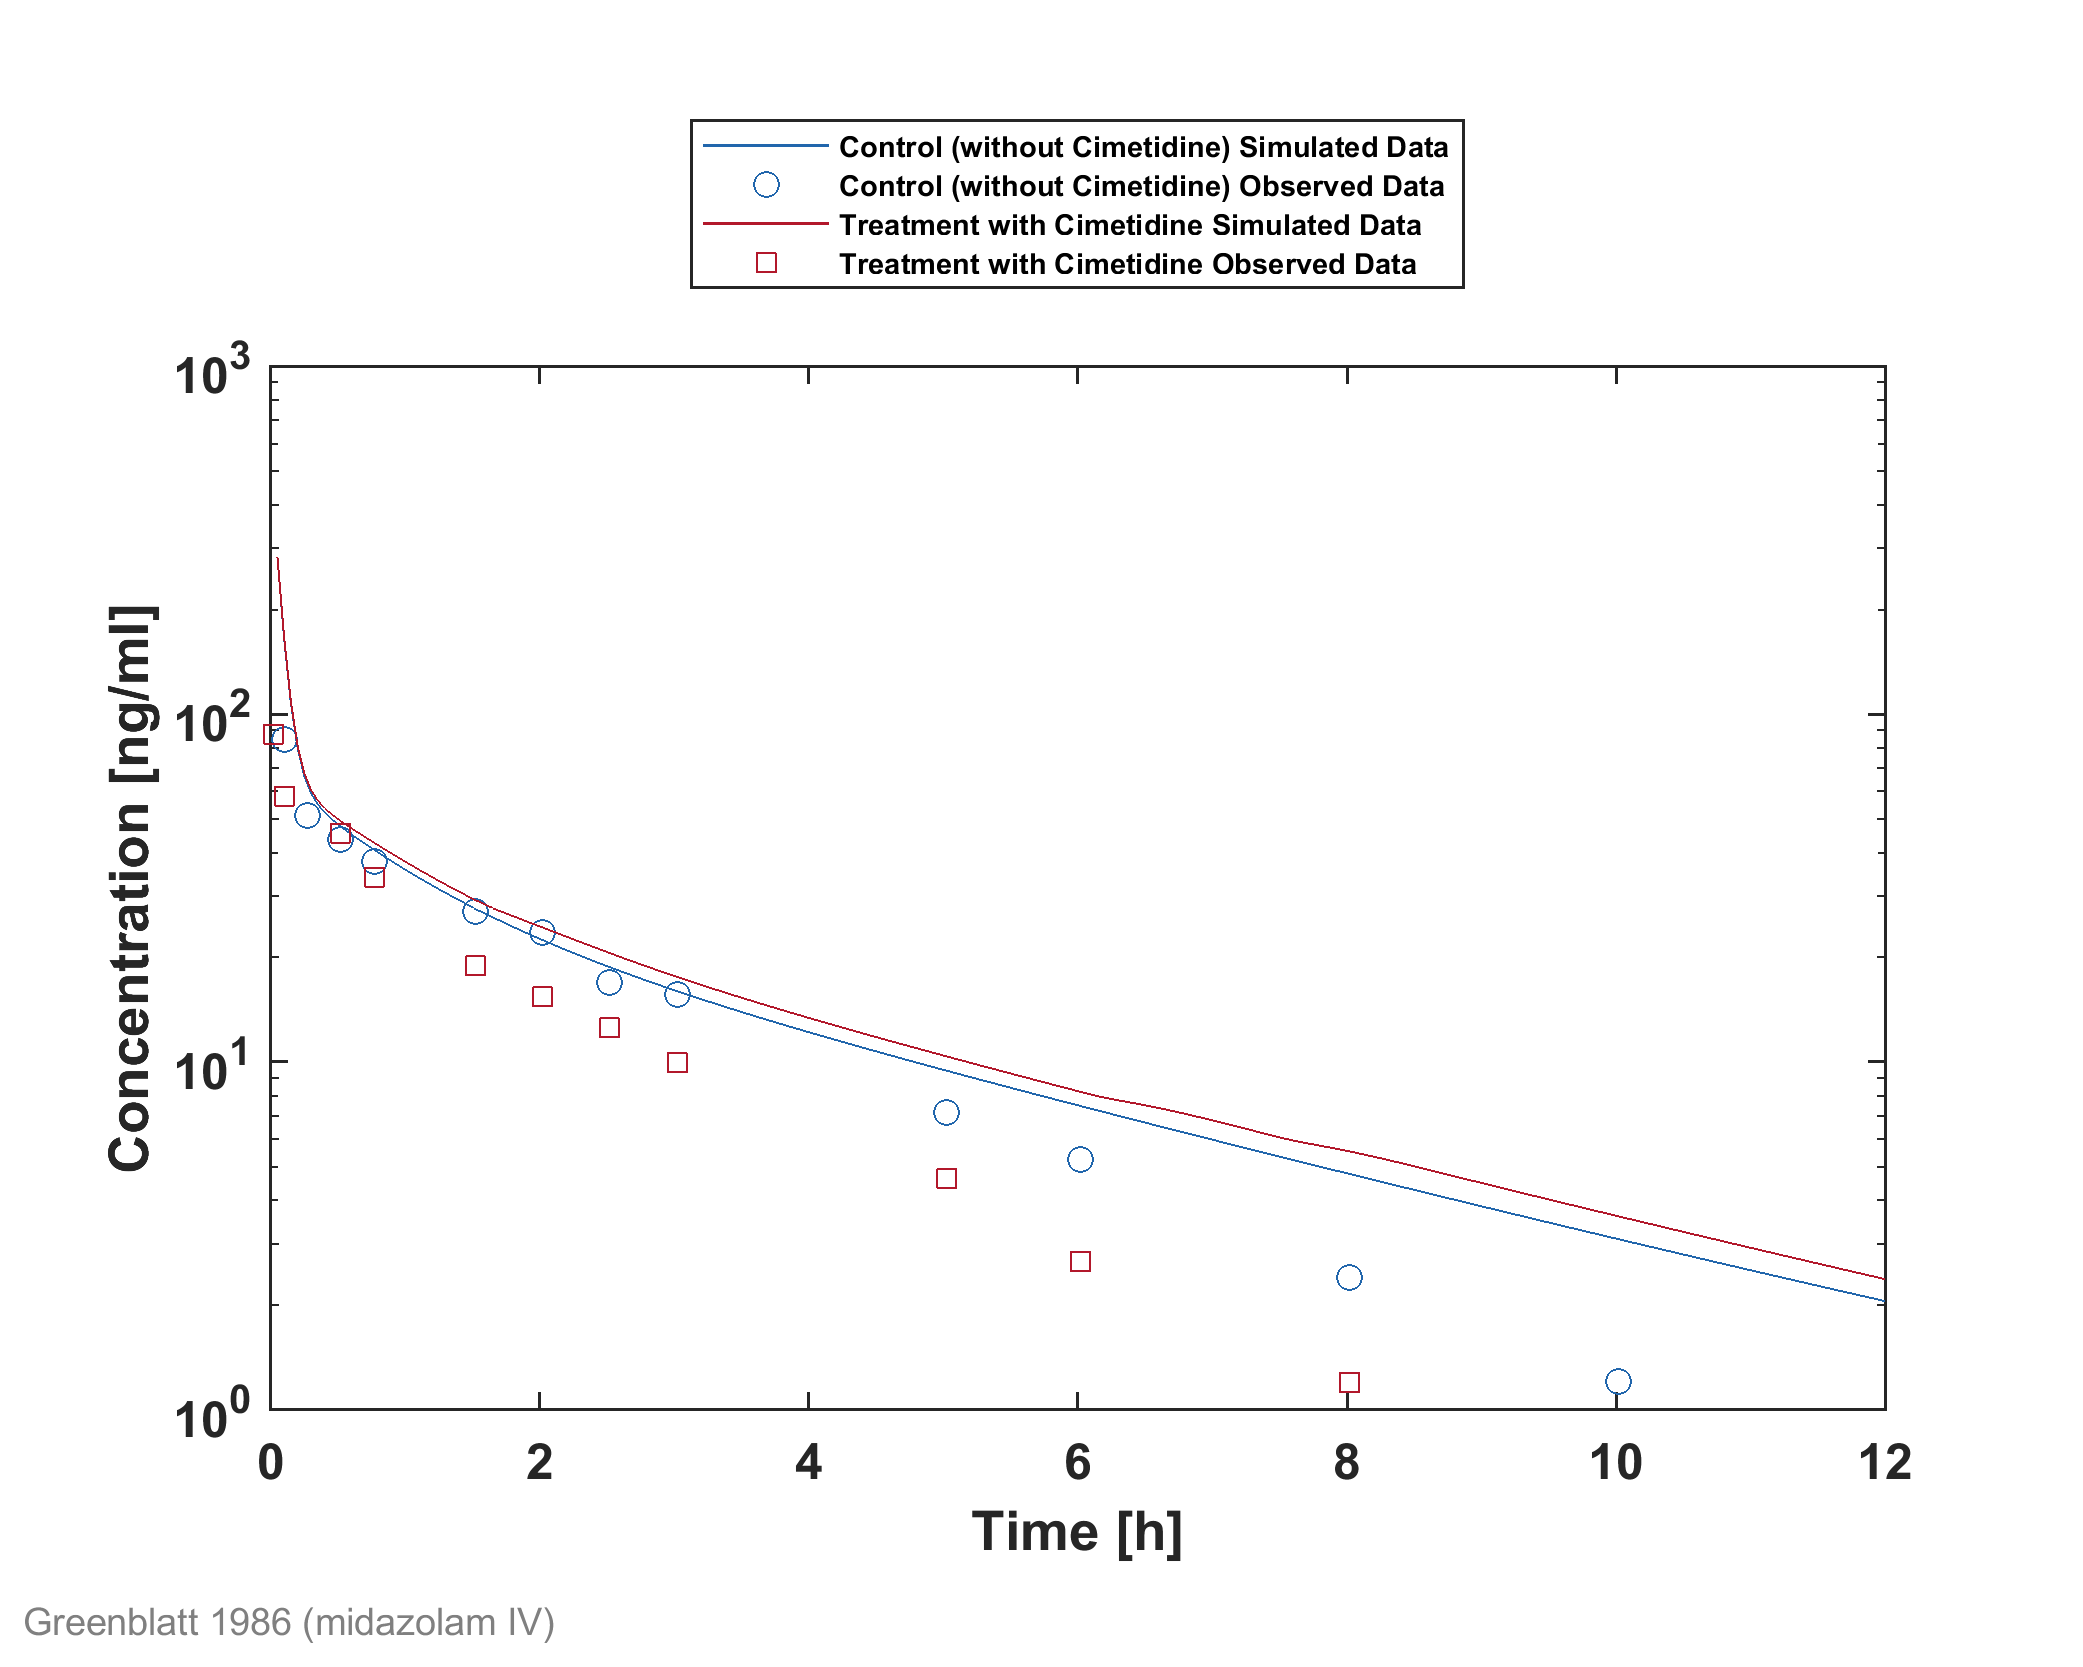 Control (without Cimetidine) Simulated Data
Control (without Cimetidine) Observed Data
Treatment with Cimetidine Simulated Data
Treatment with Cimetidine Observed Data
10^3
10^2
10^1
10^0
Concentration [ng/ml]
0 2 4 6 8 10 12
Time [h]
Greenblatt 1986 (midazolam IV)